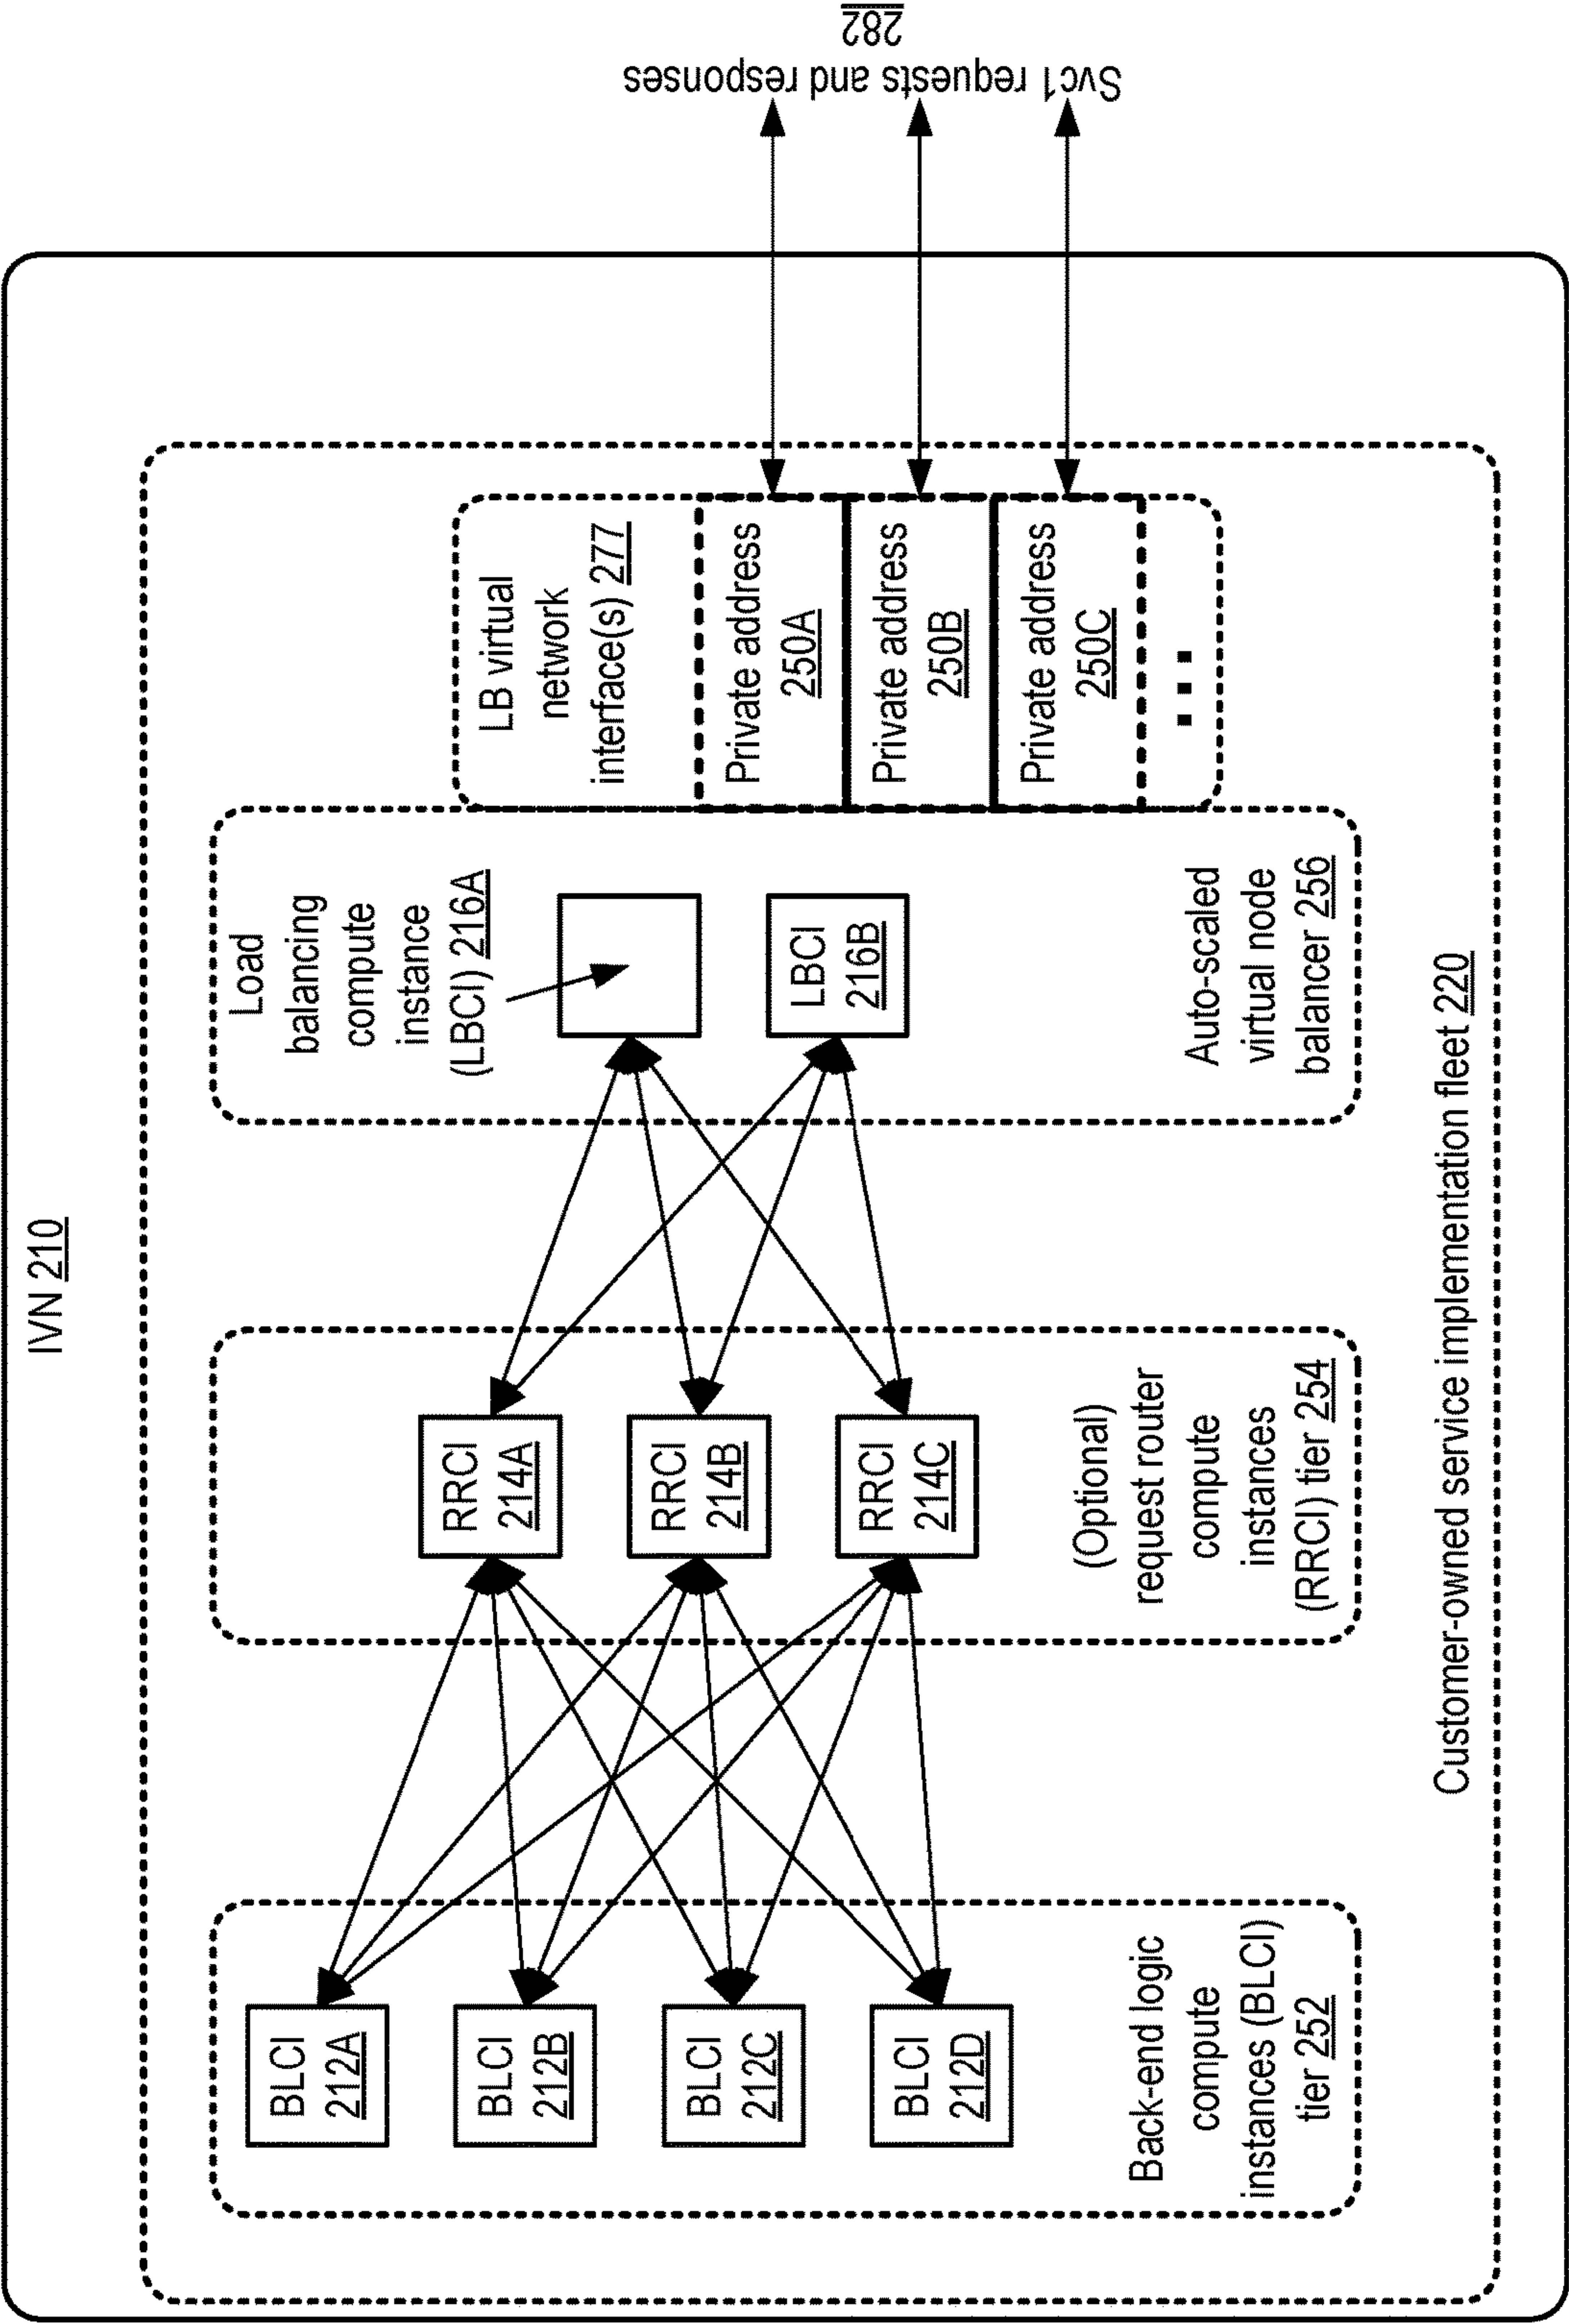 IVN 210
BLCI
212A
BLCI
212B
BLCI
212C
BLCI
212D
Back-end logic
compute
instances (BLCI)
tier 252
RRCI
214A
RRCI
214B
RRCI
214C
(Optional)
request router
compute
instances
(RRCI) tier 254
Load
balancing
compute
instance
(LBCI) 216A
LBCI
216B
Auto-scaled
virtual node
balancer 256
LB virtual
network
interface(s) 277
Private address
250A
Private address
250B
Private address
250C
...
Customer-owned service implementation fleet 220
Svc1 requests and responses
282